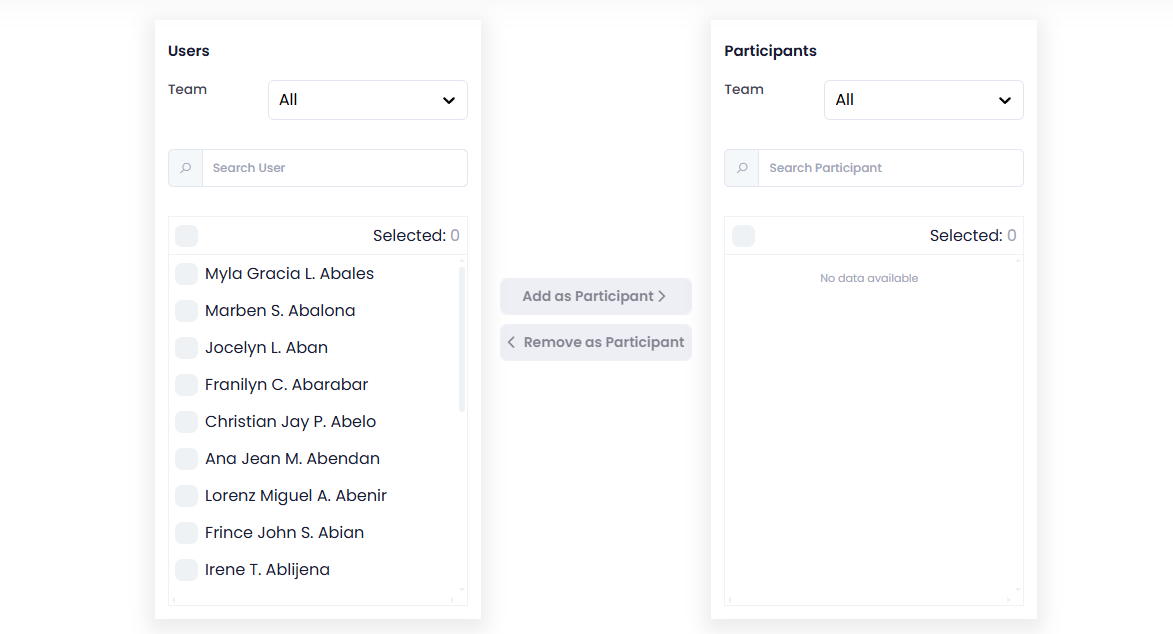 Users
Team
All
Search User
Selected: 0
Myla Gracia L. Abales
Marben S. Abalona
Jocelyn L. Aban
Franilyn C. Abarabar
Christian Jay P. Abelo
Ana Jean M. Abendan
Lorenz Miguel A. Abenir
Frince John S. Abian
Irene T. Ablijena
Add as Participant
Remove as Participant
Participants
Team
All
Search Participant
Selected: 0
No data available